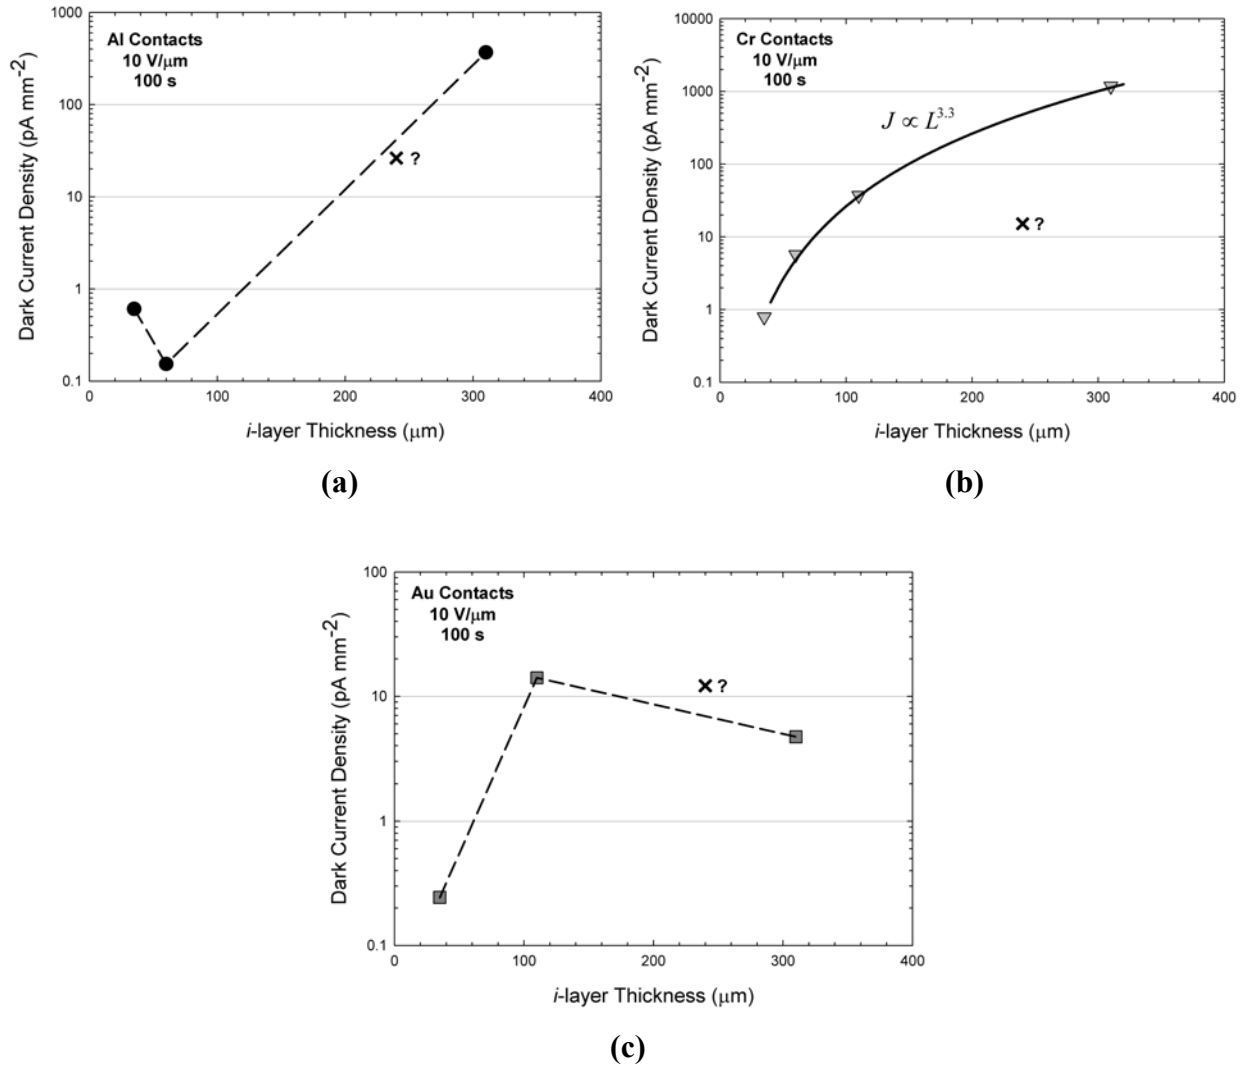 Al Contacts
10 V/μm
100 s
Dark Current Density (pA mm⁻²)
1000
100
10
1
0.1
?
0 100 200 300 400
i-layer Thickness (μm)
(a)
Cr Contacts
10 V/μm
100 s
Dark Current Density (pA mm⁻²)
10000
1000
100
10
1
0.1
J ∝ L³·³
?
0 100 200 300 400
i-layer Thickness (μm)
(b)
Au Contacts
10 V/μm
100 s
Dark Current Density (pA mm⁻²)
100
10
1
0.1
?
0 100 200 300 400
i-layer Thickness (μm)
(c)